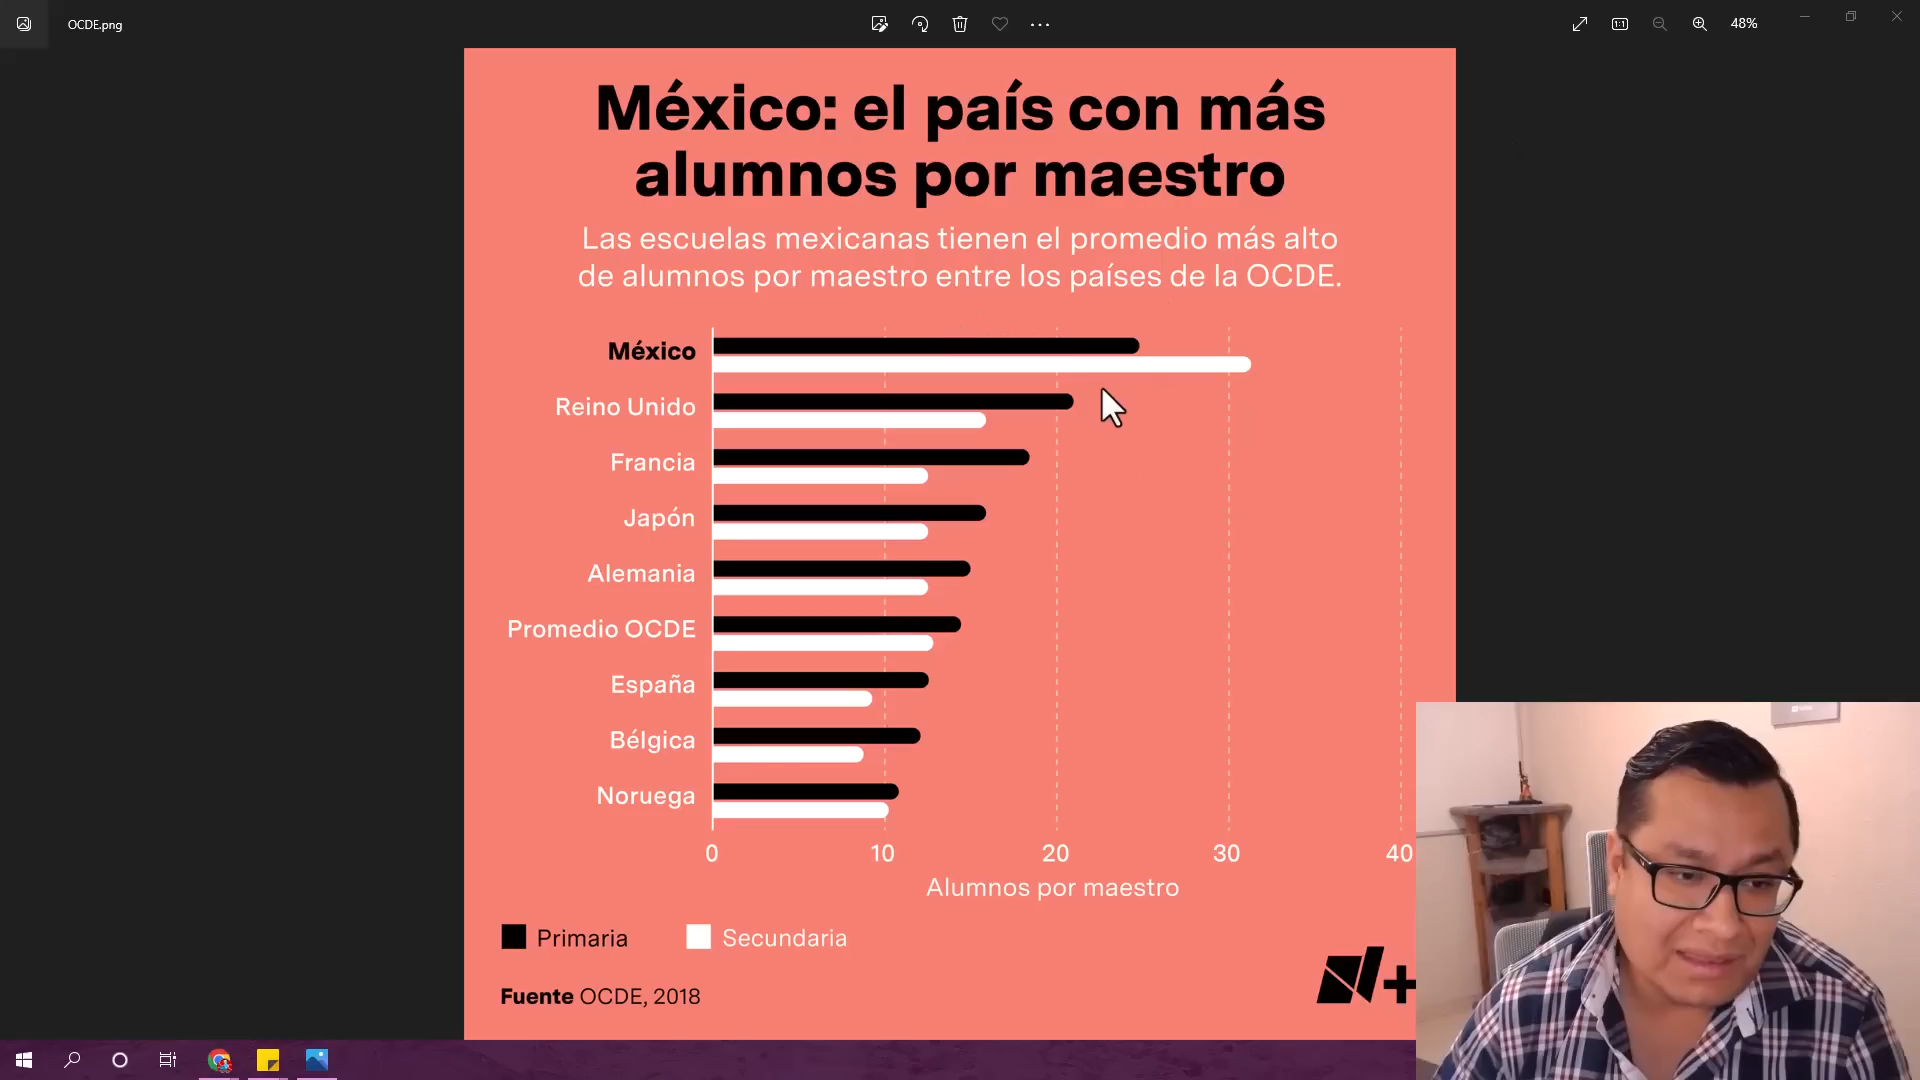 OCDE.png
48%
México: el país con más
alumnos por maestro
Las escuelas mexicanas tienen el promedio más alto
de alumnos por maestro entre los países de la OCDE.
México
Reino Unido
Francia
Japón
Alemania
Promedio OCDE
España
Bélgica
Noruega
0 10 20 30 40
Alumnos por maestro
Primaria Secundaria
Fuente OCDE, 2018
N+